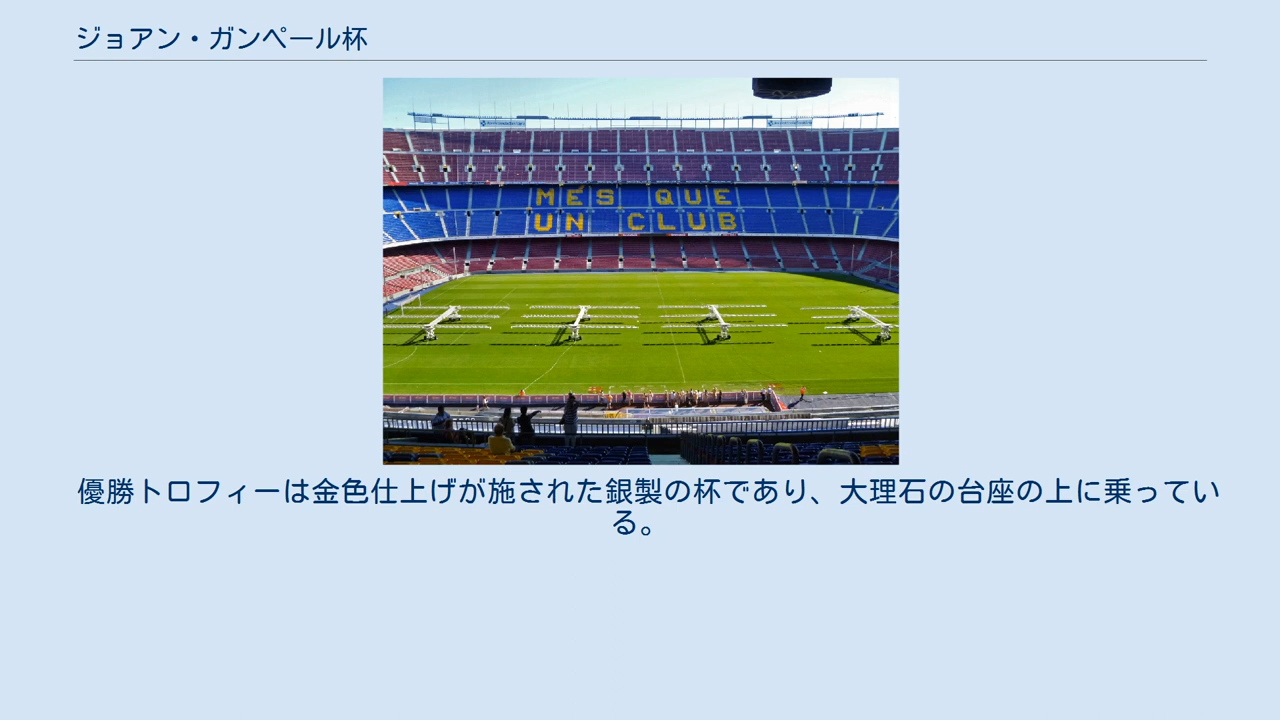 ジョアン・ガンペール杯
MÉS QUE
UN CLUB
優勝トロフィーは金色仕上げが施された銀製の杯であり、大理石の台座の上に乗ってい
る。